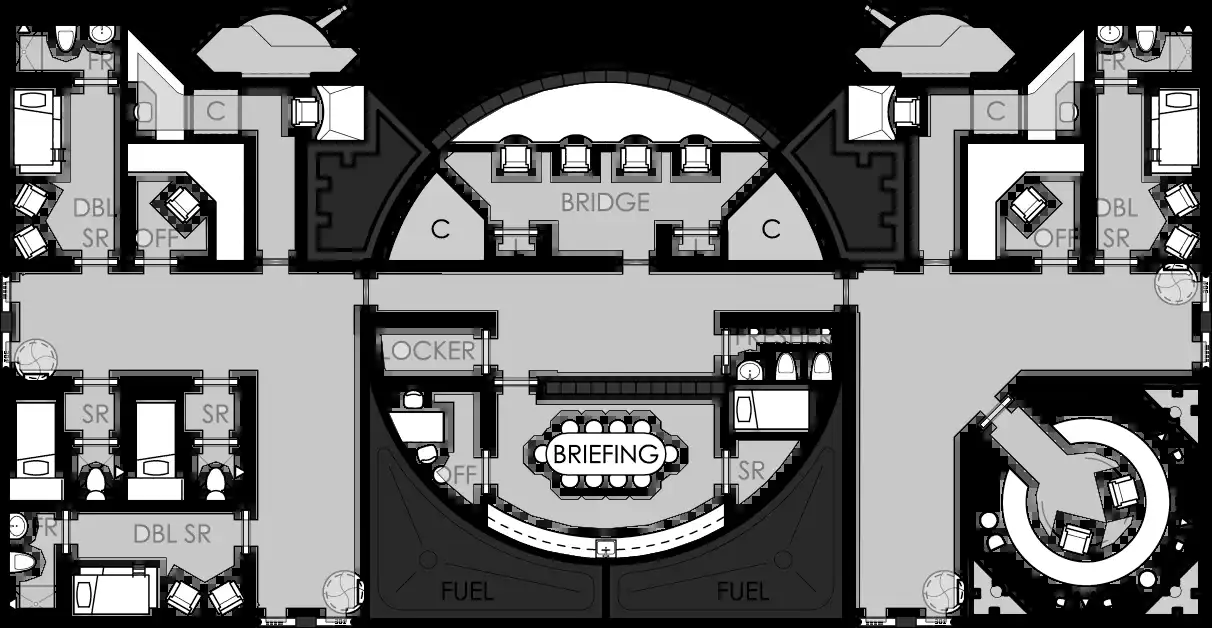 FR
FR
C
C
DBL
SR
OFF
C
BRIDGE
C
OFF
DBL
SR
LOCKER
FRESHER
SR
SR
BRIEFING
OFF
SR
FR
DBL SR
FUEL
FUEL